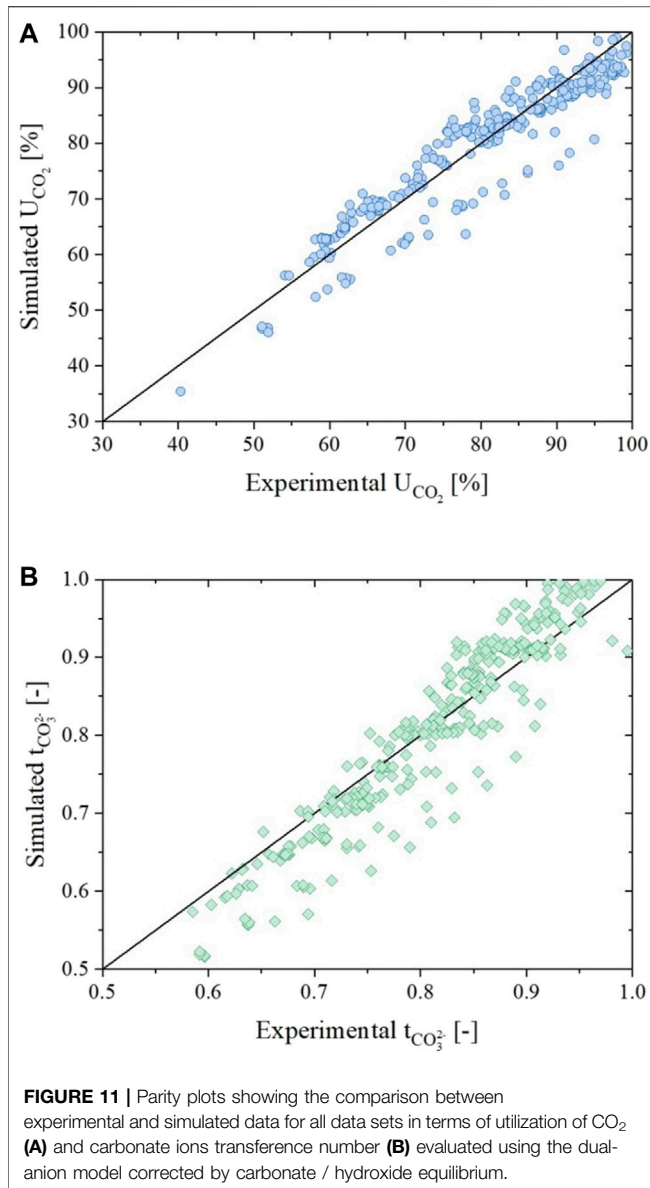 A
100
90
80
70
60
50
40
30
Simulated U_CO₂ [%]
30 40 50 60 70 80 90 100
Experimental U_CO₂ [%]
B
1.0
0.9
0.8
0.7
0.6
0.5
Simulated t_CO₃²⁻ [-]
0.5 0.6 0.7 0.8 0.9 1.0
Experimental t_CO₃²⁻ [-]
FIGURE 11 | Parity plots showing the comparison between
experimental and simulated data for all data sets in terms of utilization of CO₂
(A) and carbonate ions transference number (B) evaluated using the dual-
anion model corrected by carbonate / hydroxide equilibrium.